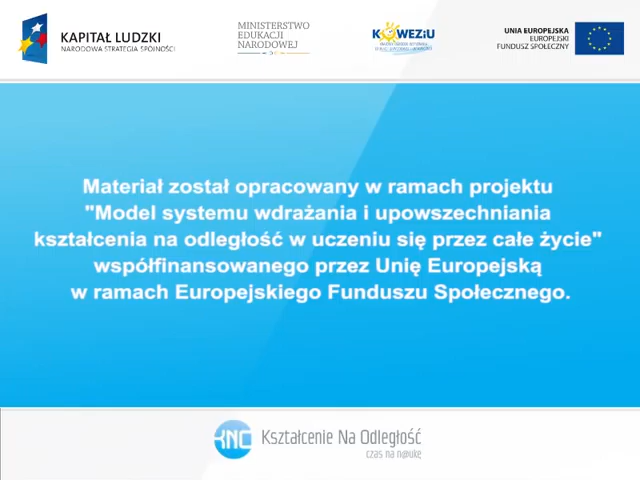 KAPITAŁ LUDZKI
NARODOWA STRATEGIA SPÓJNOŚCI
MINISTERSTWO
EDUKACJI
NARODOWEJ
KOWEZiU
UNIA EUROPEJSKA
EUROPEJSKI
FUNDUSZ SPOŁECZNY
Materiał został opracowany w ramach projektu
"Model systemu wdrażania i upowszechniania
kształcenia na odległość w uczeniu się przez całe życie"
współfinansowanego przez Unię Europejską
w ramach Europejskiego Funduszu Społecznego.
KNO
Kształcenie Na Odległość
czas na n@ukę